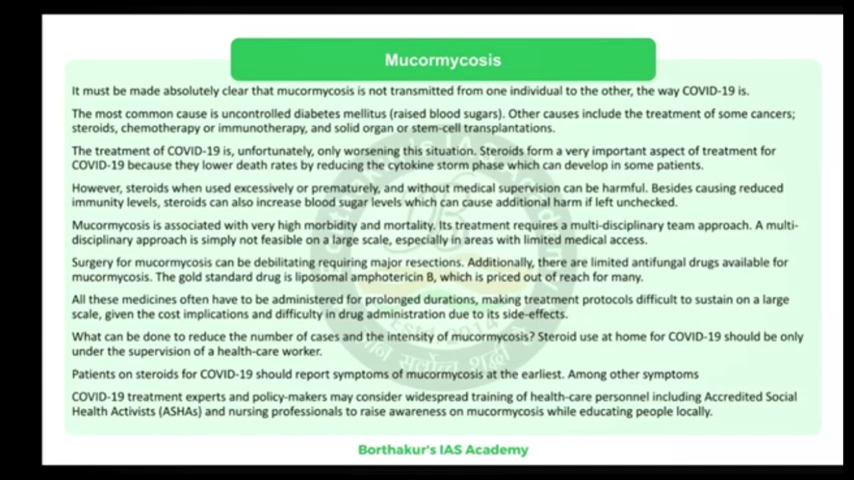 Mucormycosis
It must be made absolutely clear that mucormycosis is not transmitted from one individual to the other, the way COVID-19 is.
The most common cause is uncontrolled diabetes mellitus (raised blood sugars). Other causes include the treatment of some cancers;
steroids, chemotherapy or immunotherapy, and solid organ or stem-cell transplantations.
The treatment of COVID-19 is, unfortunately, only worsening this situation. Steroids form a very important aspect of treatment for
COVID-19 because they lower death rates by reducing the cytokine storm phase which can develop in some patients.
However, steroids when used excessively or prematurely, and without medical supervision can be harmful. Besides causing reduced
immunity levels, steroids can also increase blood sugar levels which can cause additional harm if left unchecked.
Mucormycosis is associated with very high morbidity and mortality. Its treatment requires a multi-disciplinary team approach. A multi-
disciplinary approach is simply not feasible on a large scale, especially in areas with limited medical access.
Surgery for mucormycosis can be debilitating requiring major resections. Additionally, there are limited antifungal drugs available for
mucormycosis. The gold standard drug is liposomal amphotericin B, which is priced out of reach for many.
All these medicines often have to be administered for prolonged durations, making treatment protocols difficult to sustain on a large
scale, given the cost implications and difficulty in drug administration due to its side-effects.
What can be done to reduce the number of cases and the intensity of mucormycosis? Steroid use at home for COVID-19 should be only
under the supervision of a health-care worker.
Patients on steroids for COVID-19 should report symptoms of mucormycosis at the earliest. Among other symptoms
COVID-19 treatment experts and policy-makers may consider widespread training of health-care personnel including Accredited Social
Health Activists (ASHAs) and nursing professionals to raise awareness on mucormycosis while educating people locally.
Borthakur's IAS Academy